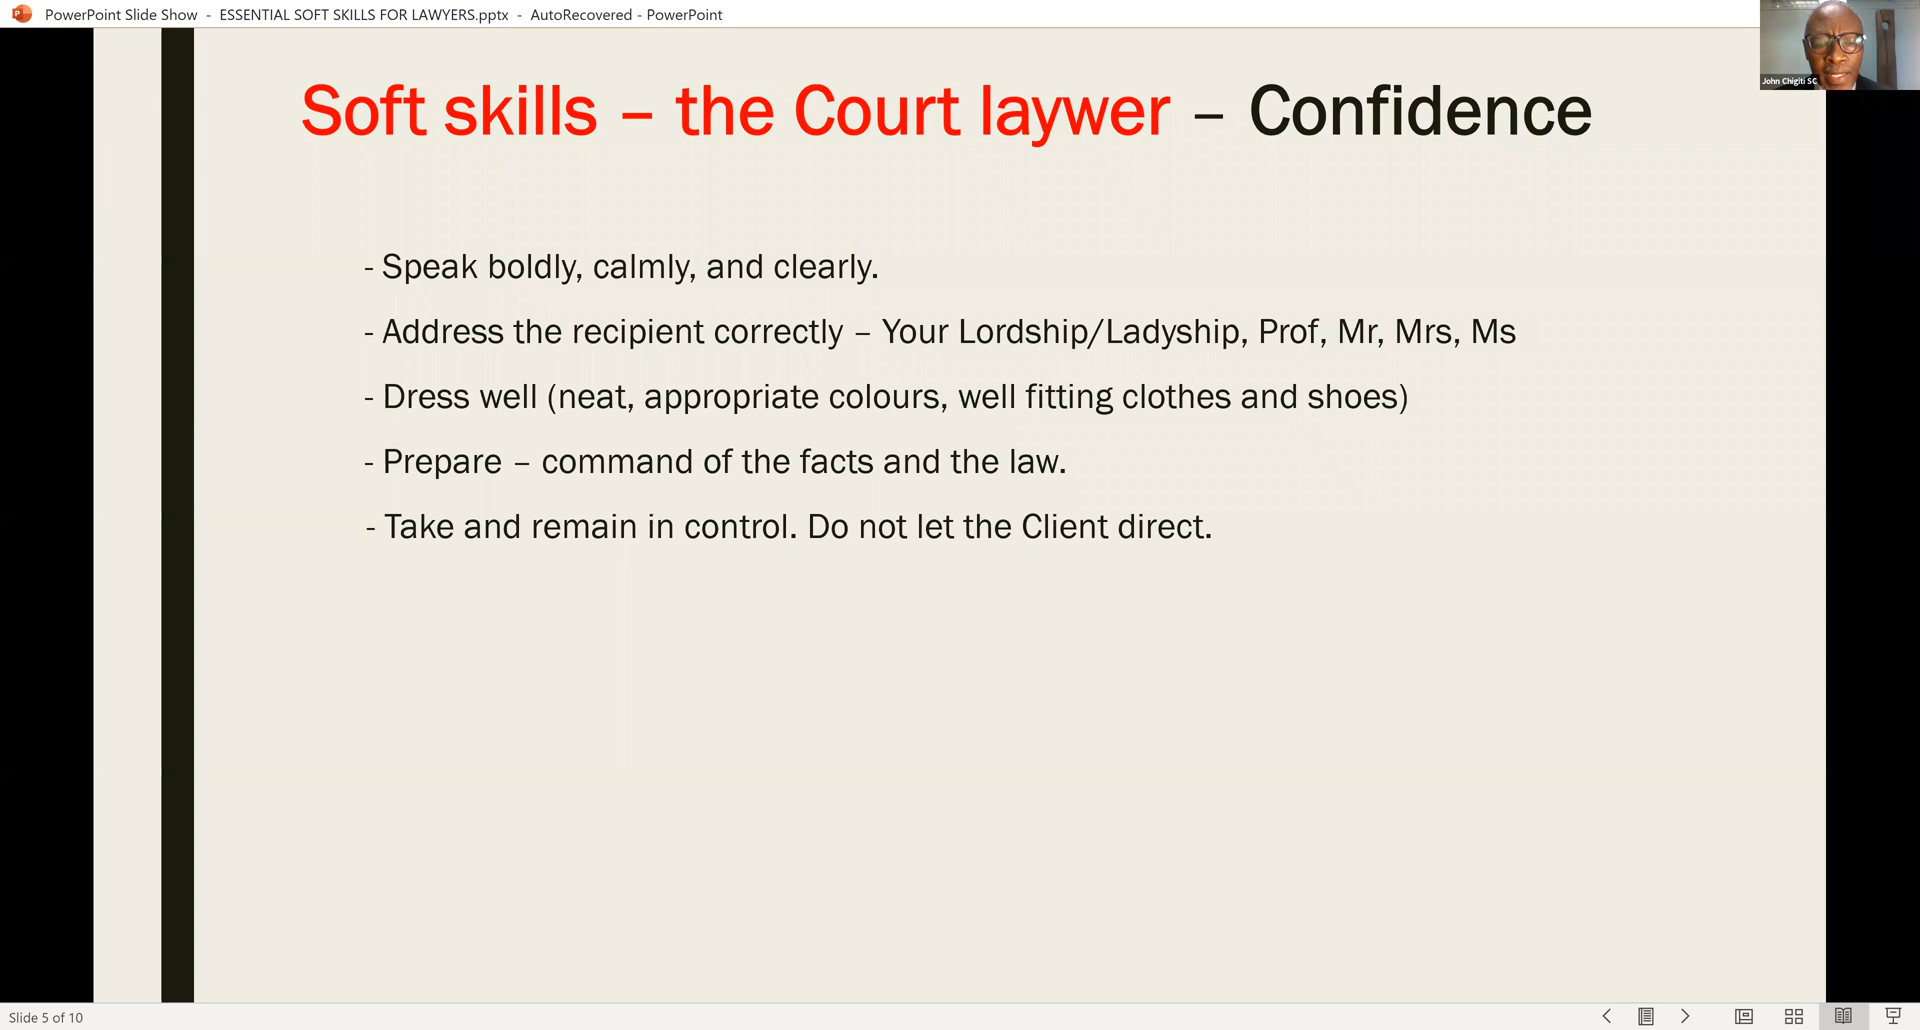 PowerPoint Slide Show - ESSENTIAL SOFT SKILLS FOR LAWYERS.pptx - AutoRecovered - PowerPoint
John Chigiti SC
Soft skills – the Court laywer – Confidence
- Speak boldly, calmly, and clearly.
- Address the recipient correctly – Your Lordship/Ladyship, Prof, Mr, Mrs, Ms
- Dress well (neat, appropriate colours, well fitting clothes and shoes)
- Prepare – command of the facts and the law.
- Take and remain in control. Do not let the Client direct.
Slide 5 of 10